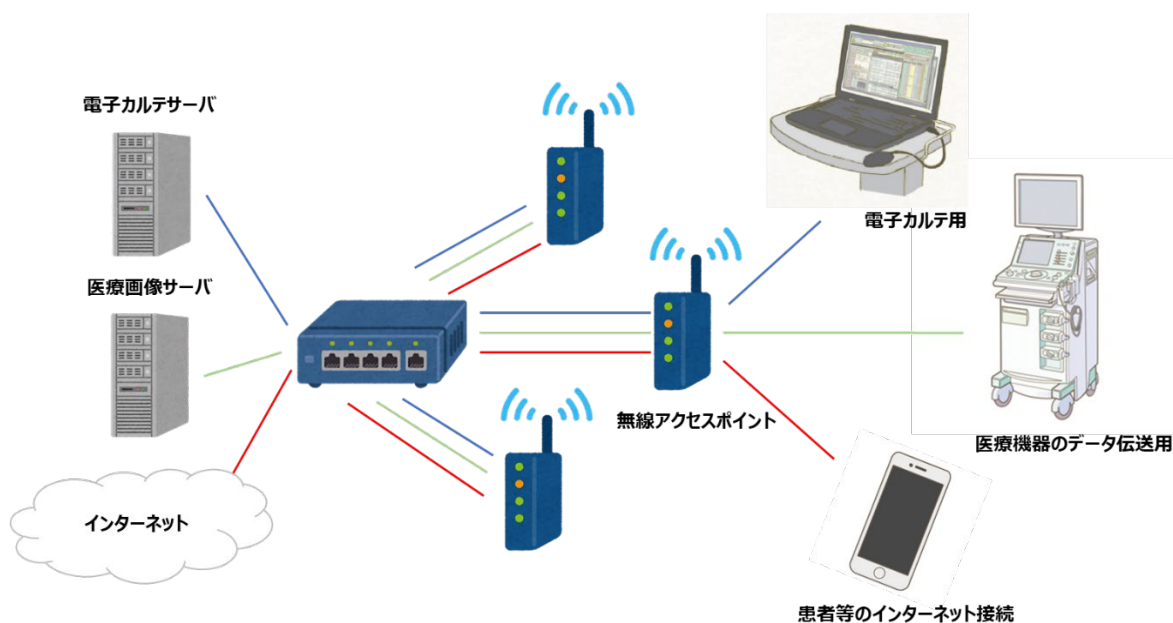 電子カルテサーバ
医療画像サーバ
インターネット
無線アクセスポイント
電子カルテ用
医療機器のデータ伝送用
患者等のインターネット接続